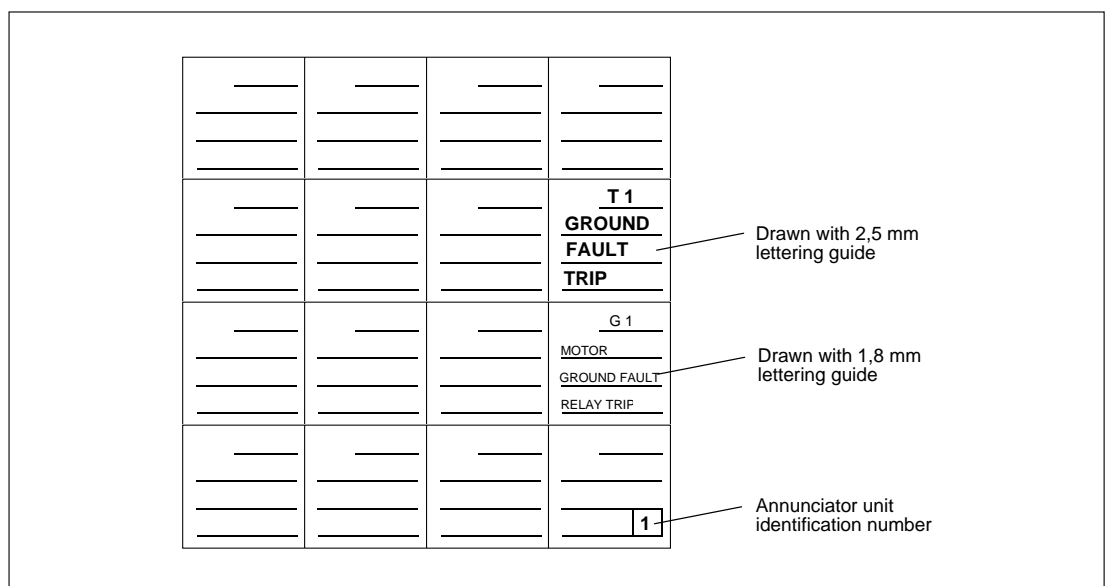 T 1
GROUND
FAULT
TRIP
Drawn with 2,5 mm
lettering guide
G 1
MOTOR
GROUND FAULT
RELAY TRIP
Drawn with 1,8 mm
lettering guide
1
Annunciator unit
identification number